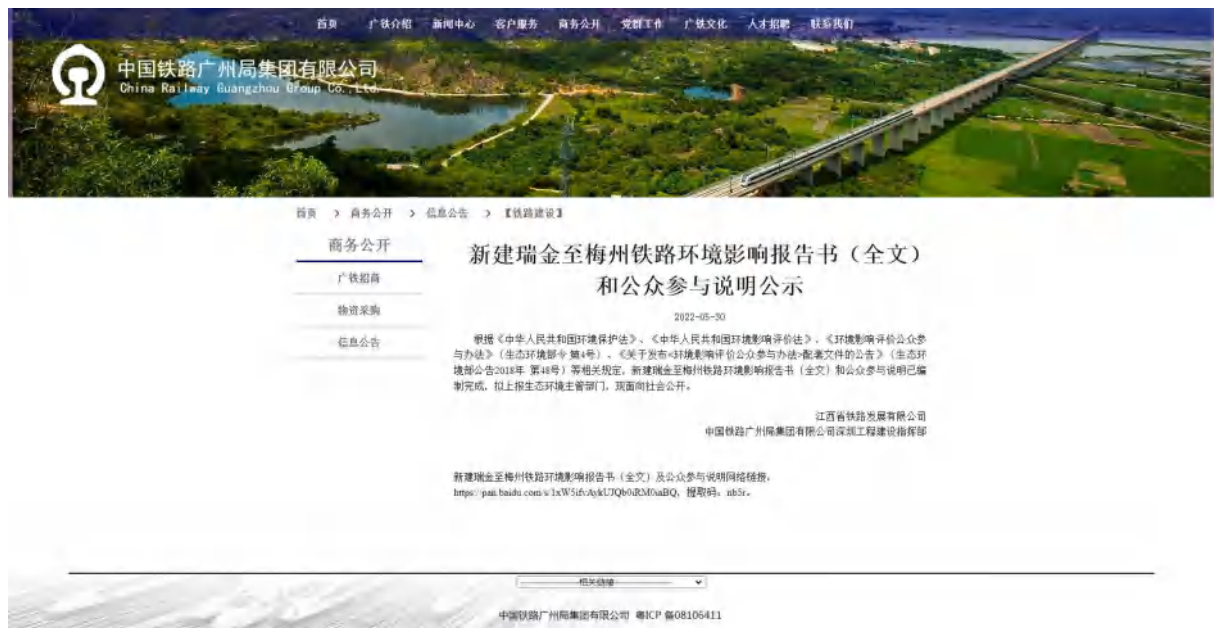 首页 广铁介绍 新闻中心 客户服务 商务公开 党群工作 广铁文化 人才招聘 联系我们
中国铁路广州局集团有限公司
China Railway Guangzhou Group Co.,Ltd.
首页 > 商务公开 > 信息公告 > 【铁路建设】
商务公开
广铁招商
物资采购
信息公告
新建瑞金至梅州铁路环境影响报告书（全文）
和公众参与说明公示
2022-05-30
根据《中华人民共和国环境保护法》、《中华人民共和国环境影响评价法》、《环境影响评价公众参
与办法》（生态环境部令 第4号）、《关于发布<环境影响评价公众参与办法>配套文件的公告》（生态环
境部公告2018年 第48号）等相关规定，新建瑞金至梅州铁路环境影响报告书（全文）和公众参与说明已编
制完成，拟上报生态环境主管部门，现面向社会公开。
江西省铁路发展有限公司
中国铁路广州局集团有限公司深圳工程建设指挥部
新建瑞金至梅州铁路环境影响报告书（全文）及公众参与说明网络链接：
提取码：nb5r。
相关链接
中国铁路广州局集团有限公司 粤ICP 备08106411